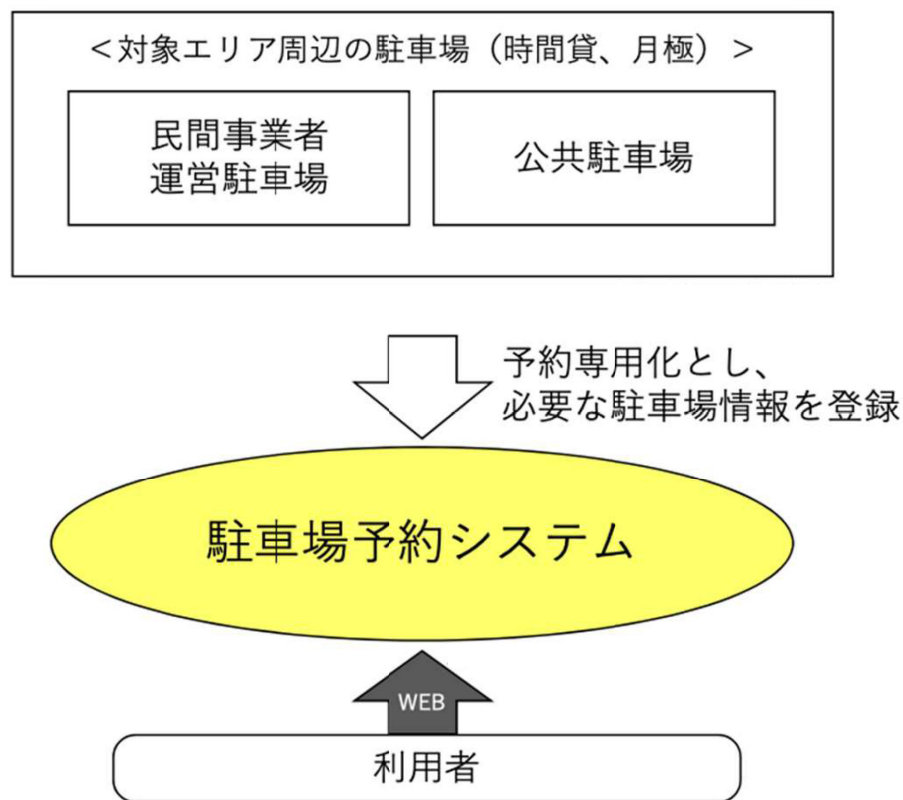 <対象エリア周辺の駐車場（時間貸、月極）>
民間事業者
運営駐車場
公共駐車場
予約専用化とし、
必要な駐車場情報を登録
駐車場予約システム
WEB
利用者